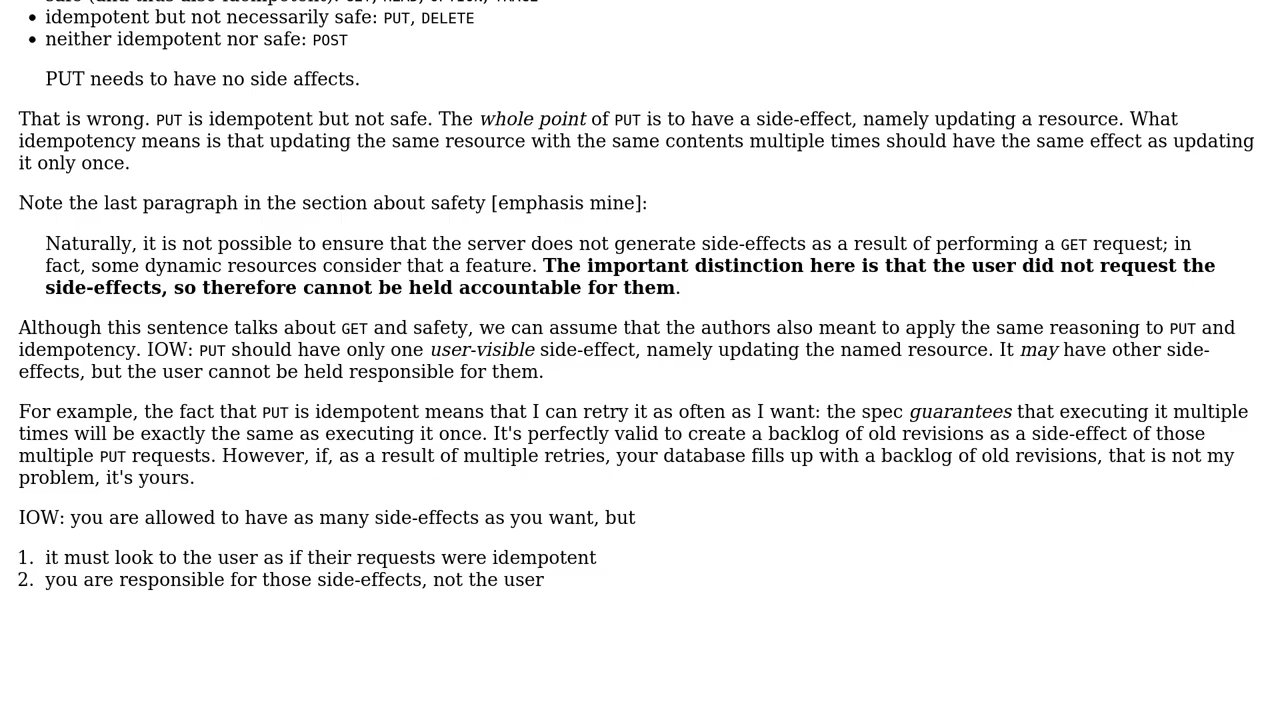 idempotent but not necessarily safe: PUT, DELETE
neither idempotent nor safe: POST
PUT needs to have no side affects.
That is wrong. PUT is idempotent but not safe. The whole point of PUT is to have a side-effect, namely updating a resource. What
idempotency means is that updating the same resource with the same contents multiple times should have the same effect as updating
it only once.
Note the last paragraph in the section about safety [emphasis mine]:
Naturally, it is not possible to ensure that the server does not generate side-effects as a result of performing a GET request; in
fact, some dynamic resources consider that a feature. The important distinction here is that the user did not request the
side-effects, so therefore cannot be held accountable for them.
Although this sentence talks about GET and safety, we can assume that the authors also meant to apply the same reasoning to PUT and
idempotency. IOW: PUT should have only one user-visible side-effect, namely updating the named resource. It may have other side-
effects, but the user cannot be held responsible for them.
For example, the fact that PUT is idempotent means that I can retry it as often as I want: the spec guarantees that executing it multiple
times will be exactly the same as executing it once. It's perfectly valid to create a backlog of old revisions as a side-effect of those
multiple PUT requests. However, if, as a result of multiple retries, your database fills up with a backlog of old revisions, that is not my
problem, it's yours.
IOW: you are allowed to have as many side-effects as you want, but
1. it must look to the user as if their requests were idempotent
2. you are responsible for those side-effects, not the user